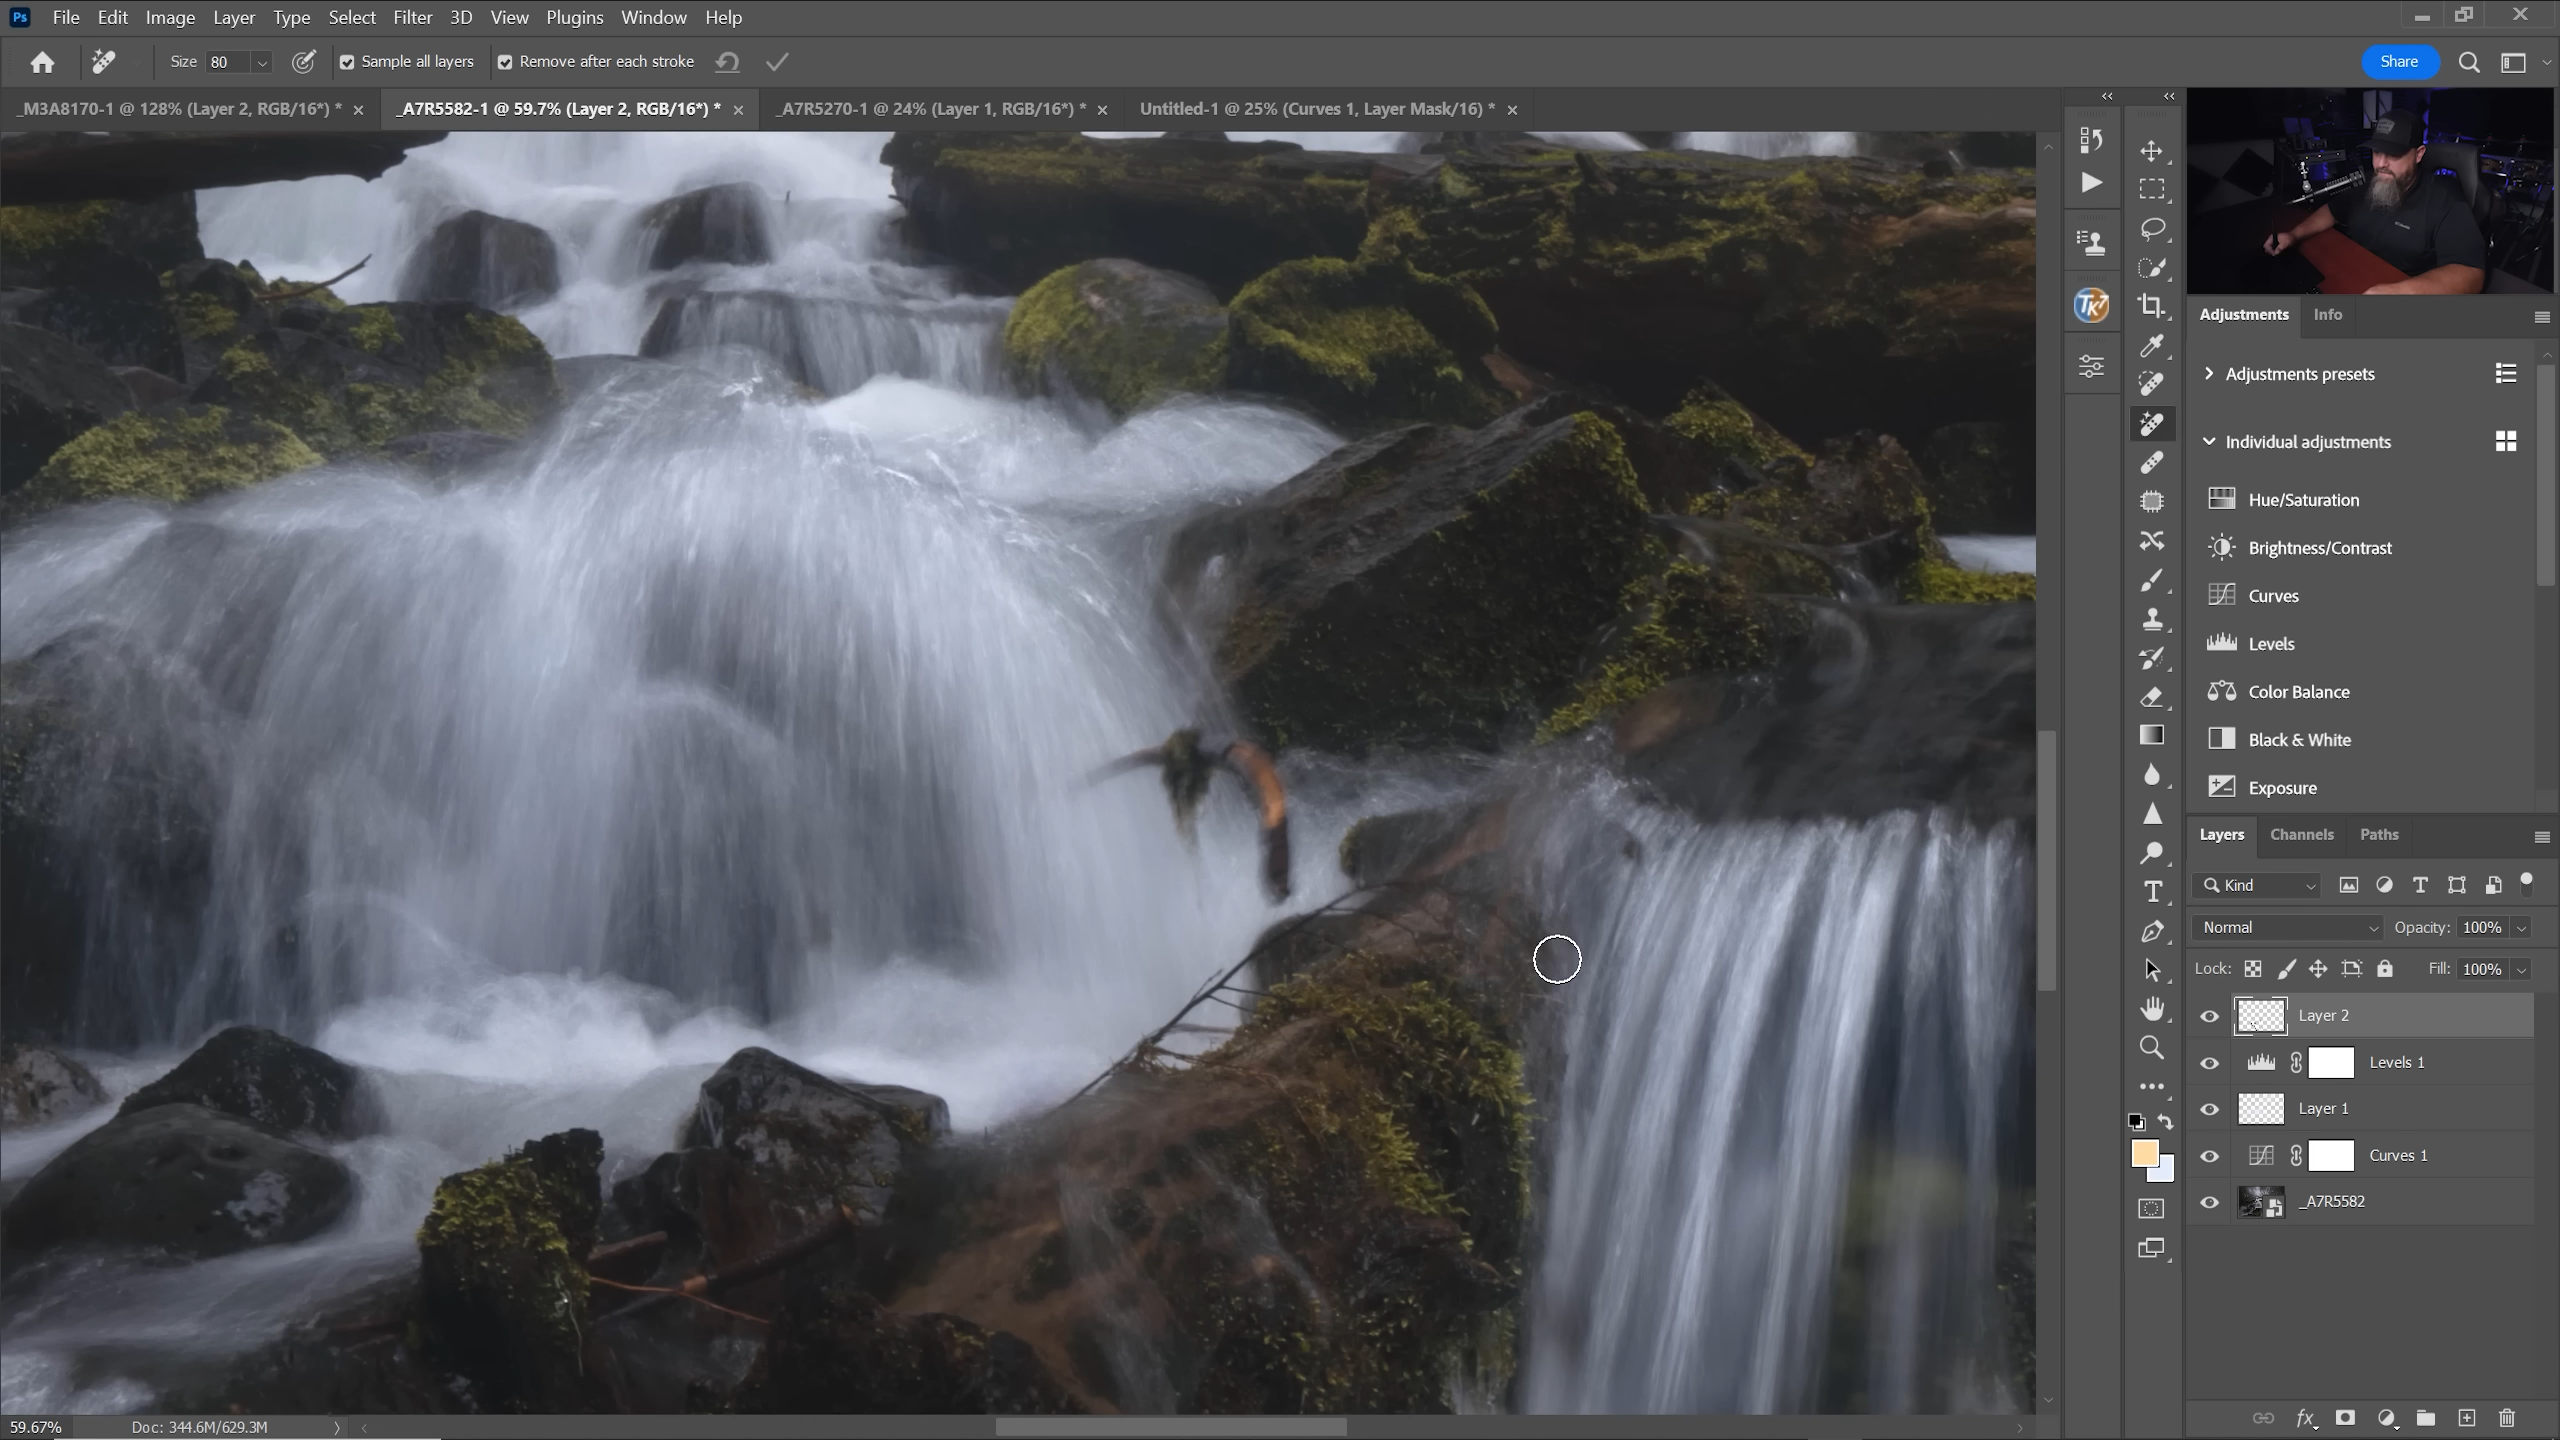 Ps File Edit Image Layer Type Select Filter 3D View Plugins Window Help
Size 80 Sample all layers Remove after each stroke Share
_M3A8170-1 @ 128% (Layer 2, RGB/16*) * _A7R5582-1 @ 59.7% (Layer 2, RGB/16*) * _A7R5270-1 @ 24% (Layer 1, RGB/16*) * Untitled-1 @ 25% (Curves 1, Layer Mask/16) *
TK7
Adjustments Info
Adjustments presets
Individual adjustments
Hue/Saturation
Brightness/Contrast
Curves
Levels
Color Balance
Black & White
Exposure
Layers Channels Paths
Kind
Normal Opacity: 100%
Lock: Fill: 100%
Layer 2
Levels 1
Layer 1
Curves 1
_A7R5582
59.67% Doc: 344.6M/629.3M
fx